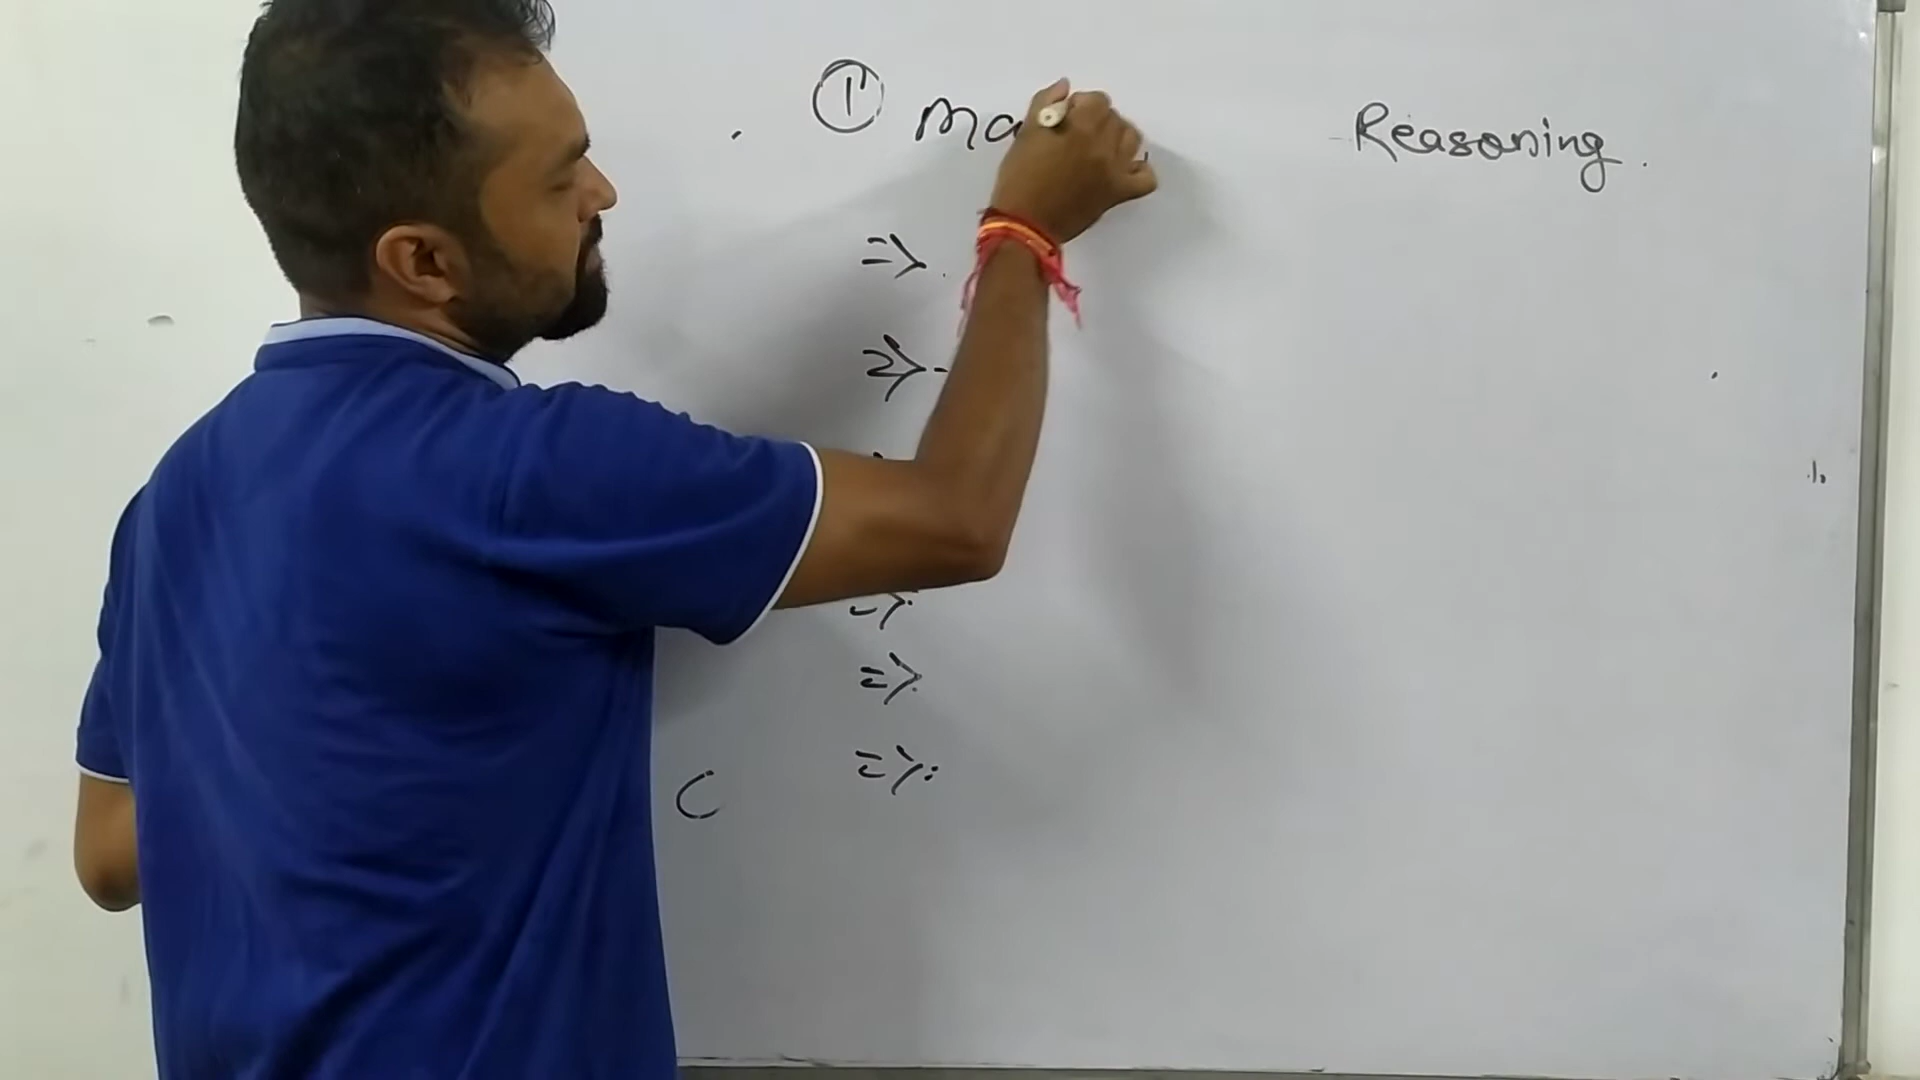 ① Ma Reasoning.
=>.
=>-
=>.
=>.
=>:
C